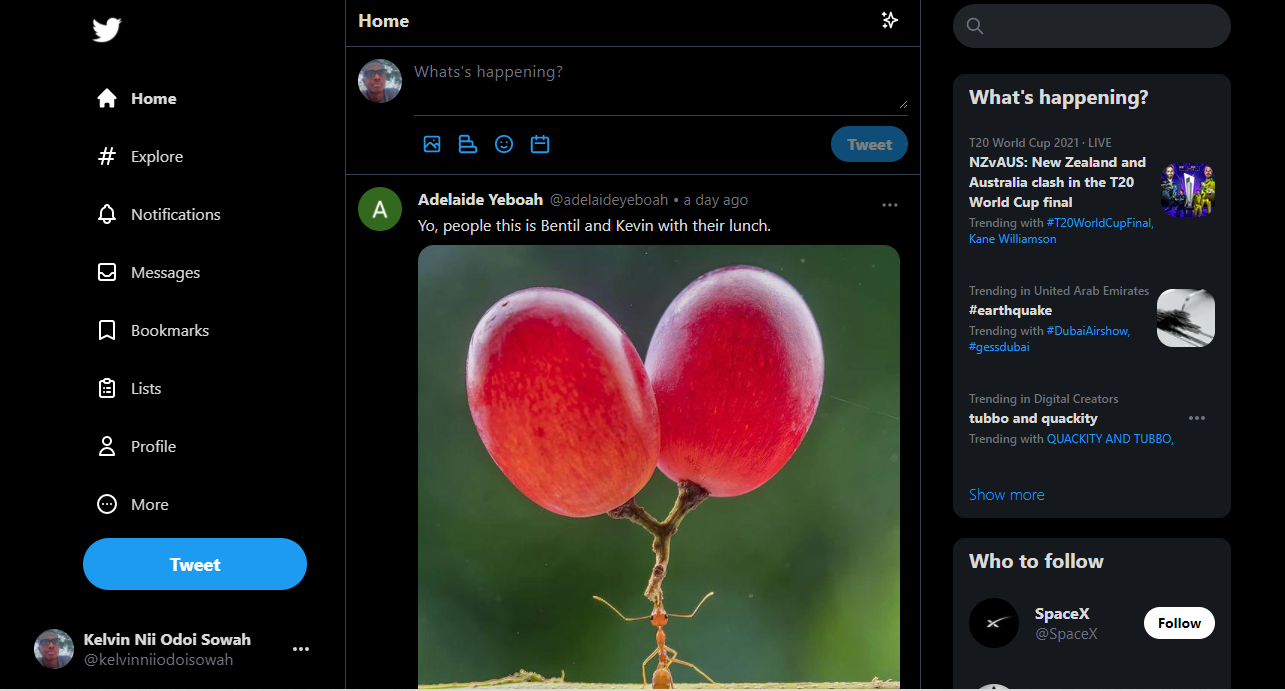 Home
Explore
Notifications
Messages
Bookmarks
Lists
Profile
More
Tweet
Kelvin Nii Odoi Sowah
@kelvinniiodoisowah
Home
Whats's happening?
Tweet
A
Adelaide Yeboah @adelaideyeboah • a day ago
Yo, people this is Bentil and Kevin with their lunch.
What's happening?
T20 World Cup 2021 · LIVE
NZvAUS: New Zealand and
Australia clash in the T20
World Cup final
Trending with #T20WorldCupFinal,
Kane Williamson
Trending in United Arab Emirates
#earthquake
Trending with #DubaiAirshow,
#gessdubai
Trending in Digital Creators
tubbo and quackity
Trending with QUACKITY AND TUBBO,
Show more
Who to follow
SpaceX
@SpaceX
Follow